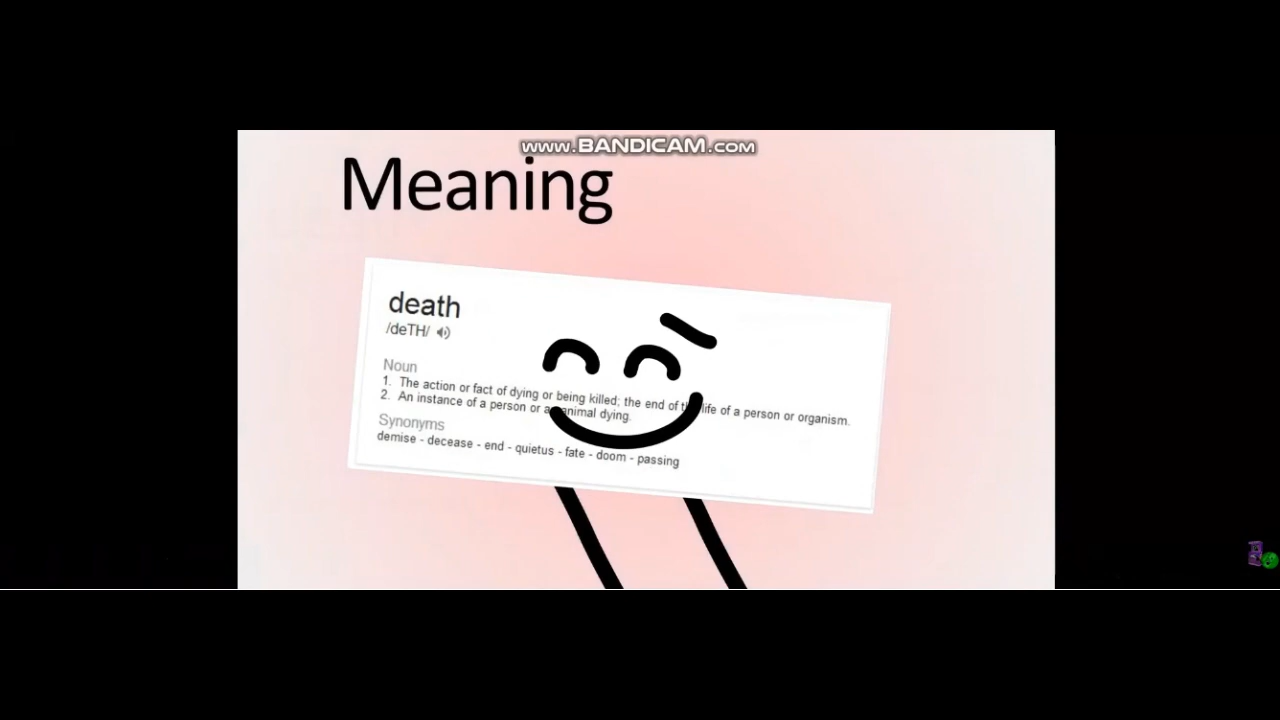 www.BANDICAM.com
Meaning
death
/deTH/
Noun
1. The action or fact of dying or being killed; the end of the life of a person or organism.
2. An instance of a person or an animal dying.
Synonyms
demise - decease - end - quietus - fate - doom - passing